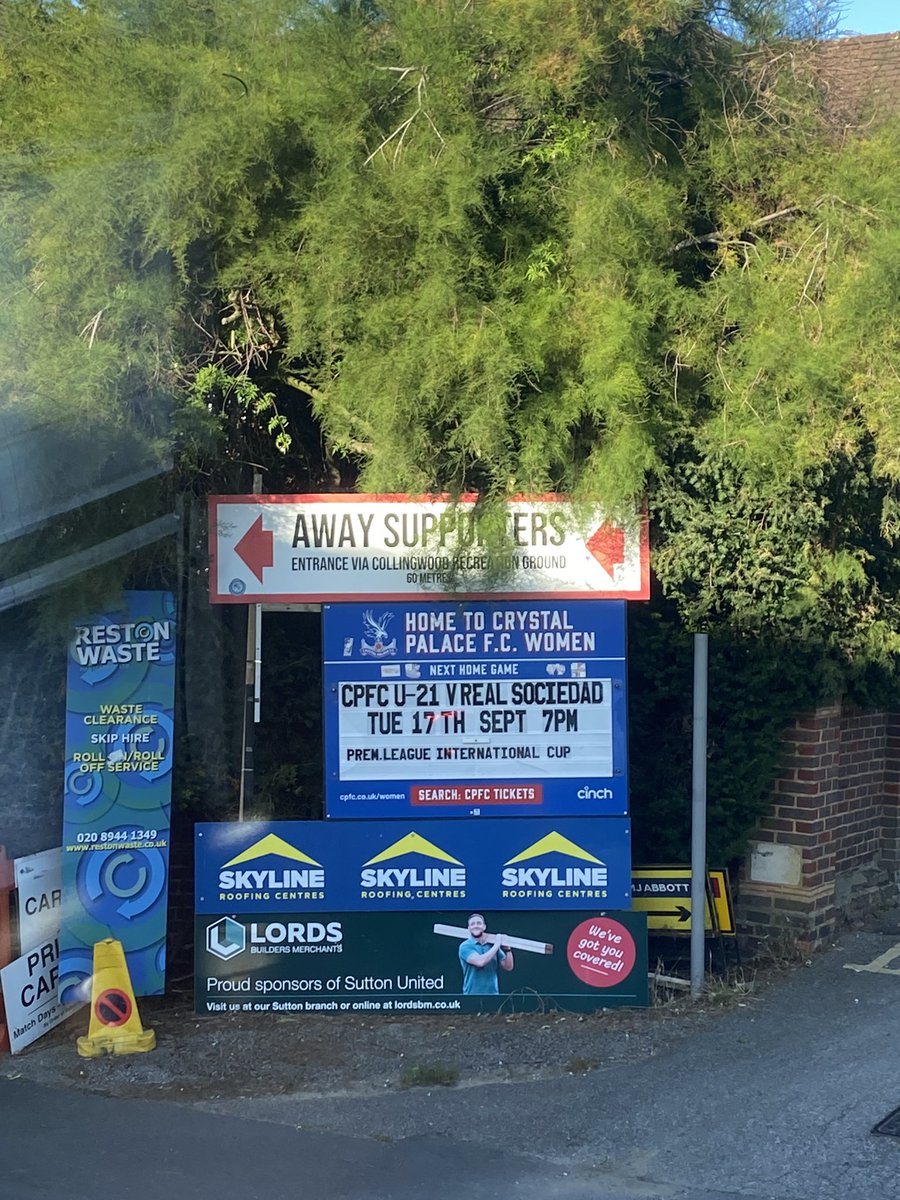 AWAY SUPPORTERS
ENTRANCE VIA COLLINGWOOD RECREATION GROUND
60 METRES
HOME TO CRYSTAL
PALACE F.C. WOMEN
NEXT HOME GAME
CPFC U-21 V REAL SOCIEDAD
TUE 17TH SEPT 7PM
PREM.LEAGUE INTERNATIONAL CUP
cpfc.co.uk/women
SEARCH: CPFC TICKETS
cinch
RESTON
WASTE
WASTE
CLEARANCE
SKIP HIRE
ROLL ON/ROLL
OFF SERVICE
020 8944 1349
www.restonwaste.co.uk
SKYLINE
ROOFING CENTRES
SKYLINE
ROOFING CENTRES
SKYLINE
ROOFING CENTRES
LORDS
BUILDERS MERCHANTS
Proud sponsors of Sutton United
Visit us at our Sutton branch or online at lordsbm.co.uk
We've
got you
covered!
MJ ABBOTT
CAR
PRI
CAR
Match Days